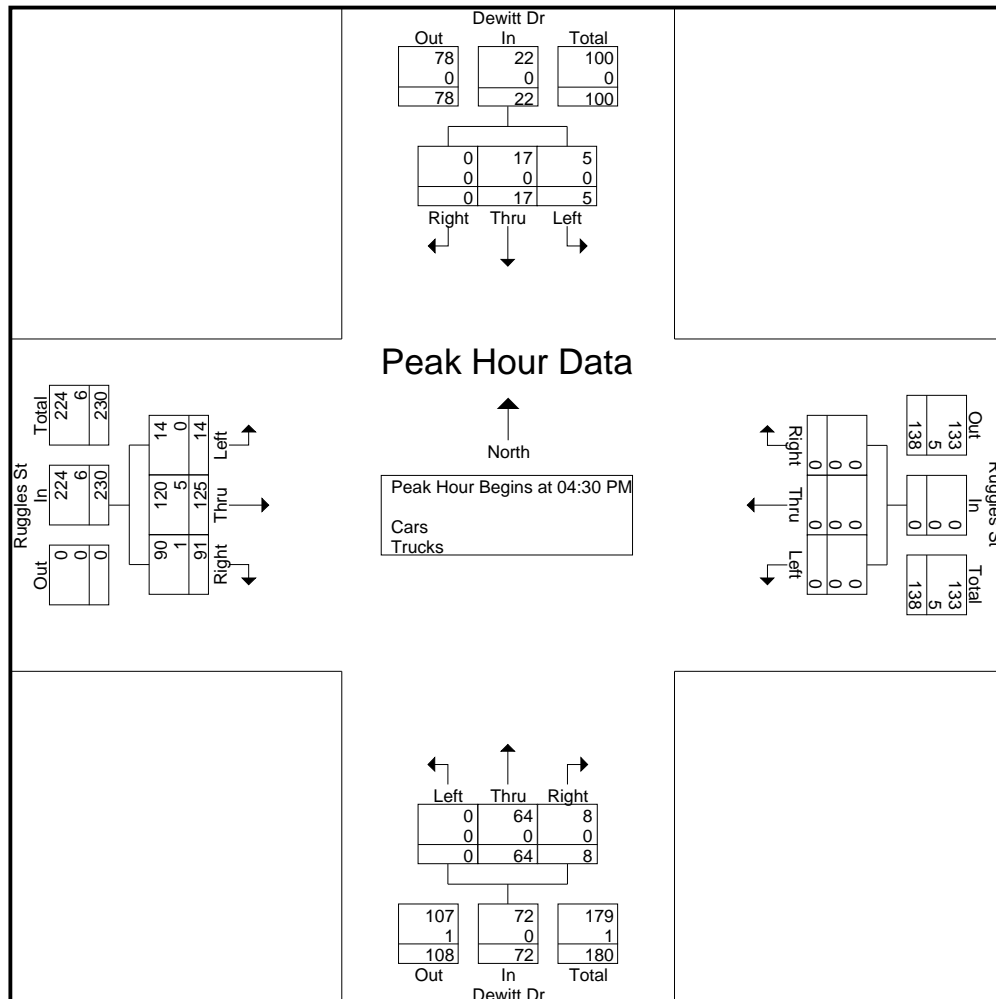 Dewitt Dr
Out In Total
78 22 100
0 0 0
78 22 100
0 17 5
0 0 0
0 17 5
Right Thru Left
Peak Hour Data
North
Peak Hour Begins at 04:30 PM
Cars
Trucks
Ruggles St
Total In Out
224 224 0
6 6 0
230 230 0
14 120 90
0 5 1
14 125 91
Left Thru Right
Ruggles St
Out In Total
133 0 133
5 0 5
138 0 138
Right Thru Left
0 0 0
0 0 0
0 0 0
Left Thru Right
0 64 8
0 0 0
0 64 8
107 72 179
1 0 1
108 72 180
Out In Total
Dewitt Dr